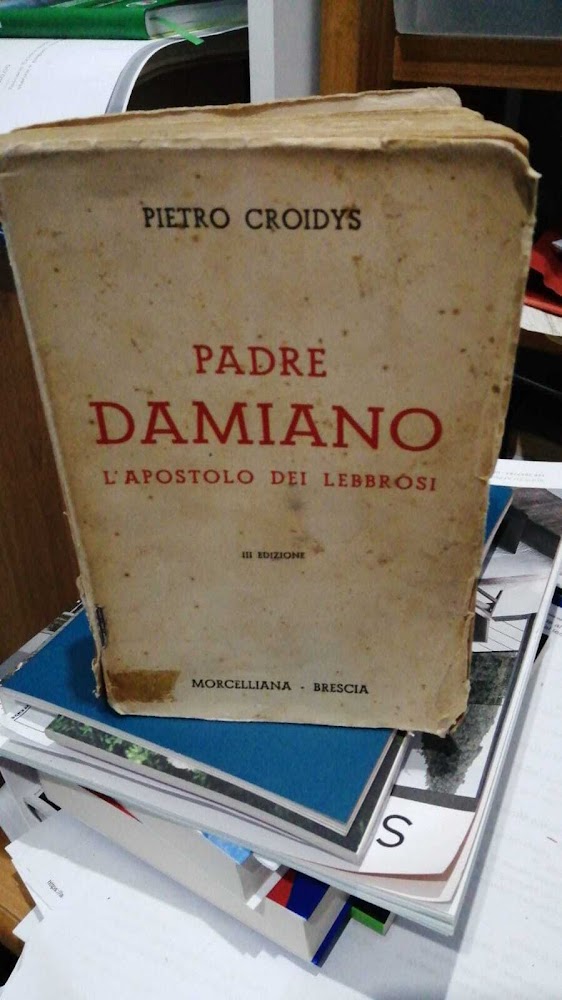 PIETRO CROIDYS
PADRE
DAMIANO
L'APOSTOLO DEI LEBBROSI
III EDIZIONE
MORCELLIANA - BRESCIA
S